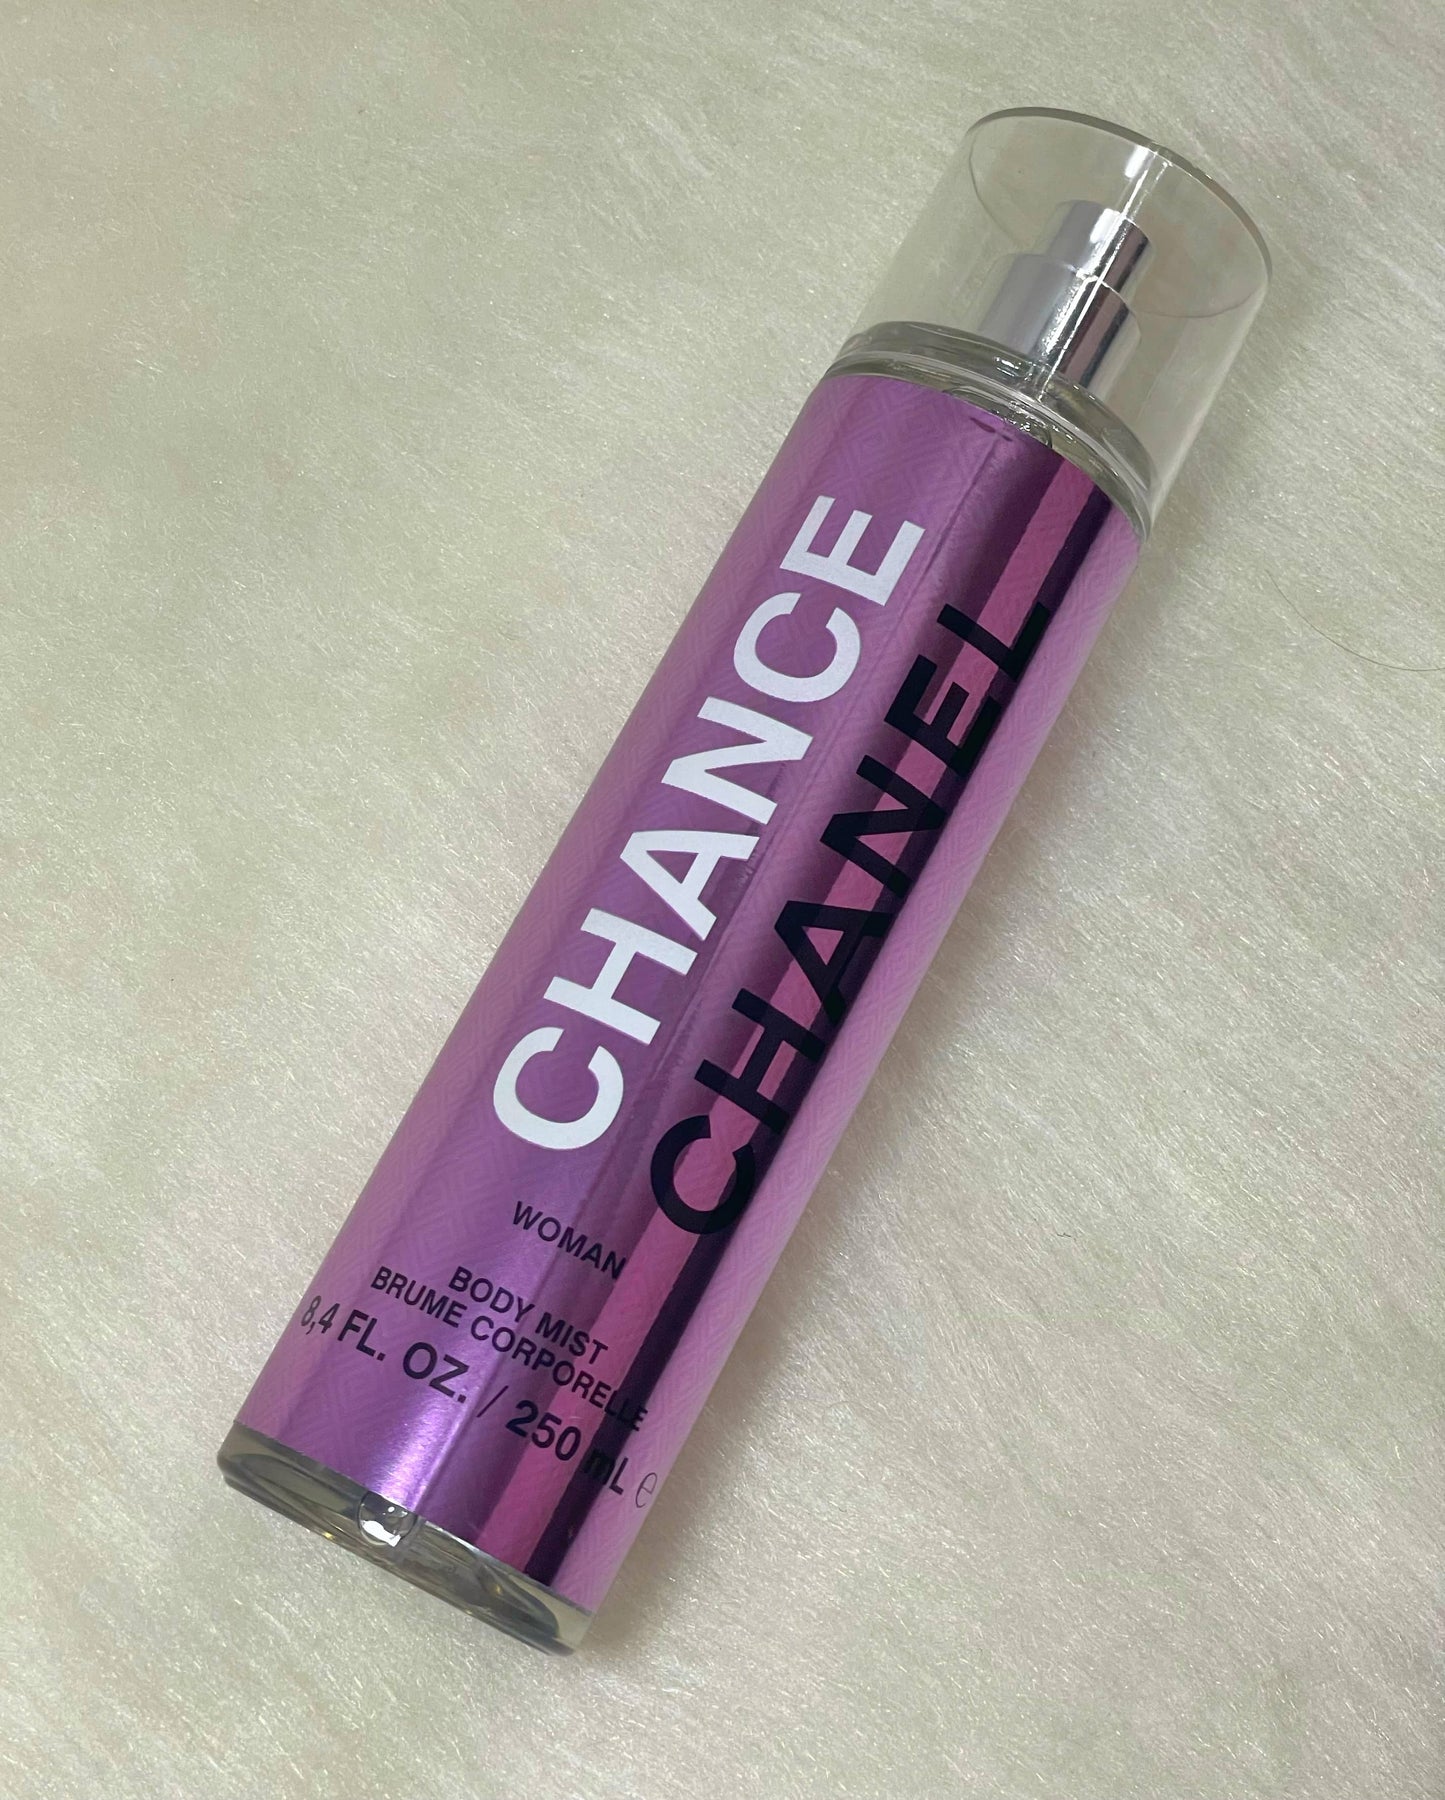 CHANCE
CHANEL
WOMAN
BODY MIST
BRUME CORPORELLE
8,4 FL. OZ. / 250 mL ℮